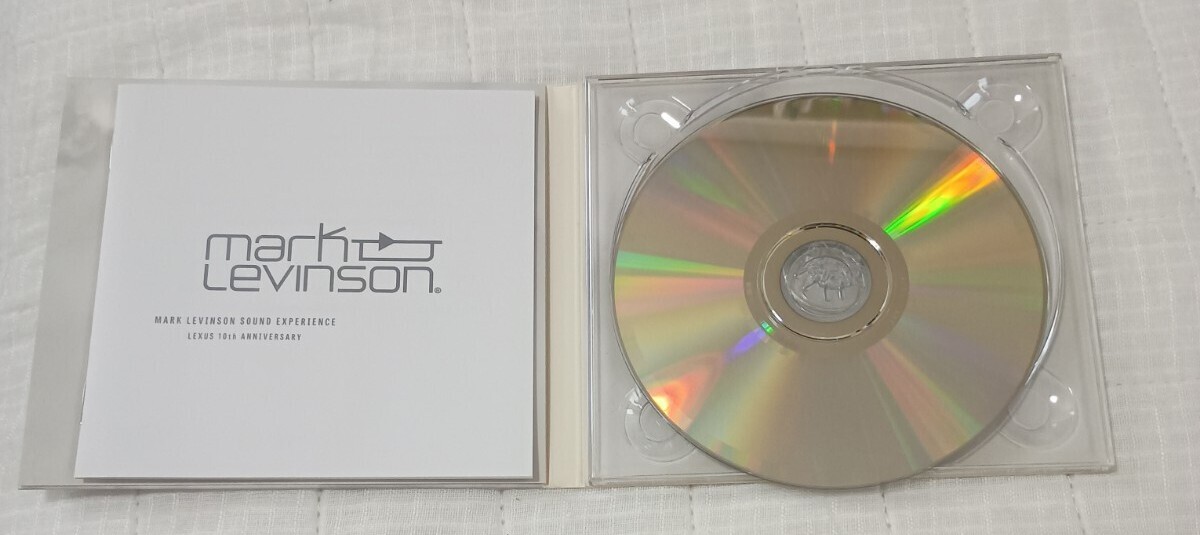 mark
Levinson®
MARK LEVINSON SOUND EXPERIENCE
LEXUS 10th ANNIVERSARY